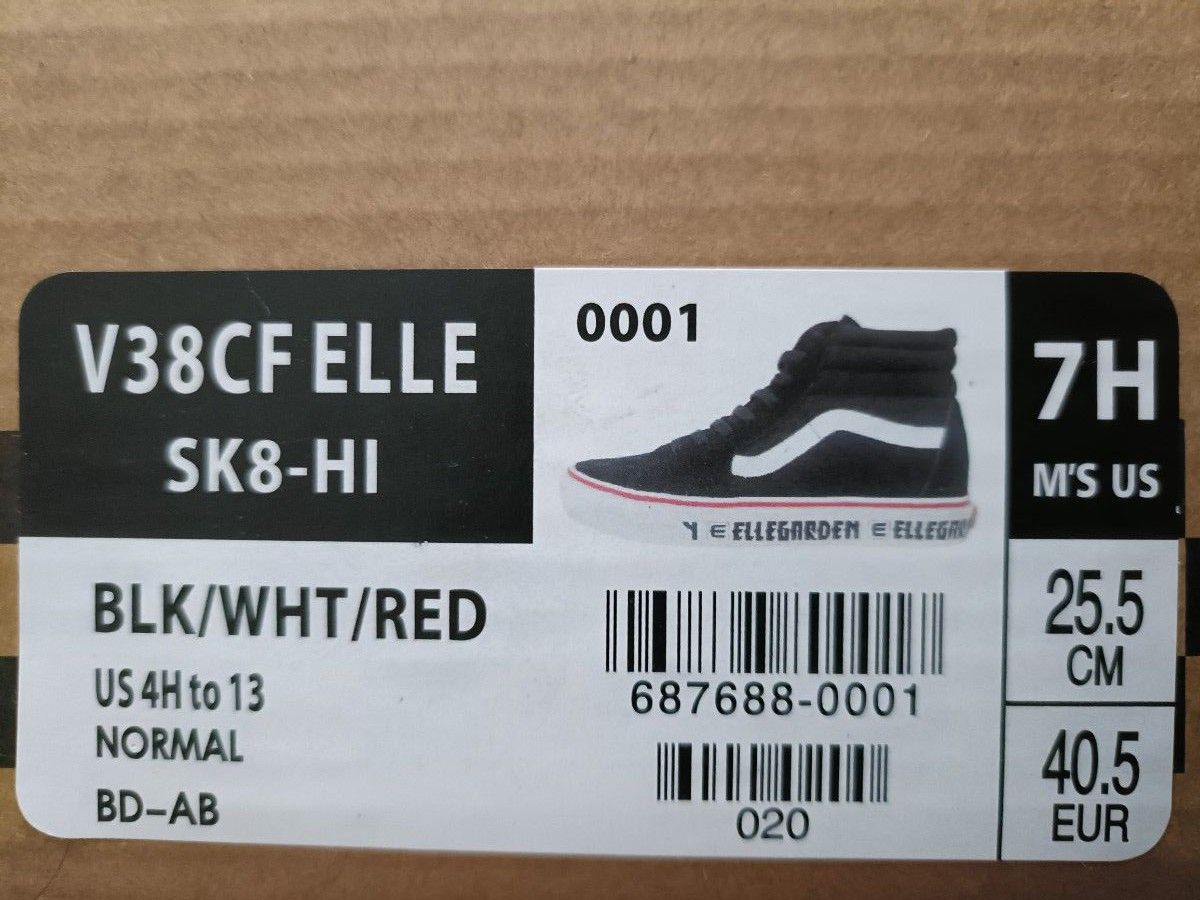 V38CF ELLE
SK8-HI
0001
ELLEGARDEN ∈ ELLEGAR
7H
M'S US
BLK/WHT/RED
US 4H to 13
NORMAL
BD-AB
687688-0001
020
25.5
CM
40.5
EUR